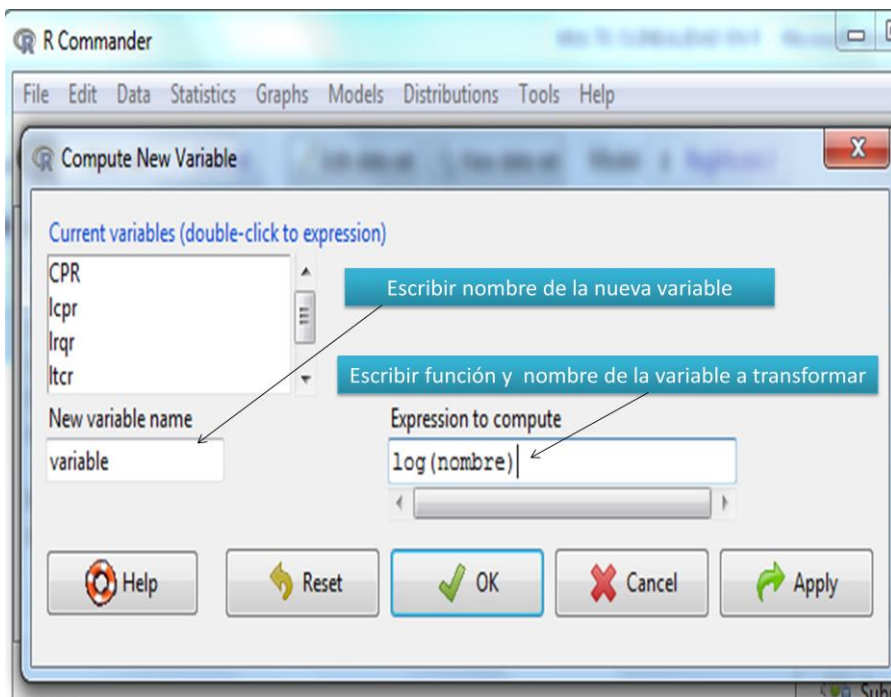 R Commander
File Edit Data Statistics Graphs Models Distributions Tools Help
Compute New Variable
Current variables (double-click to expression)
CPR
lcpr
lrqr
ltcr
Escribir nombre de la nueva variable
Escribir función y nombre de la variable a transformar
New variable name
Expression to compute
variable
log(nombre)
Help
Reset
OK
Cancel
Apply